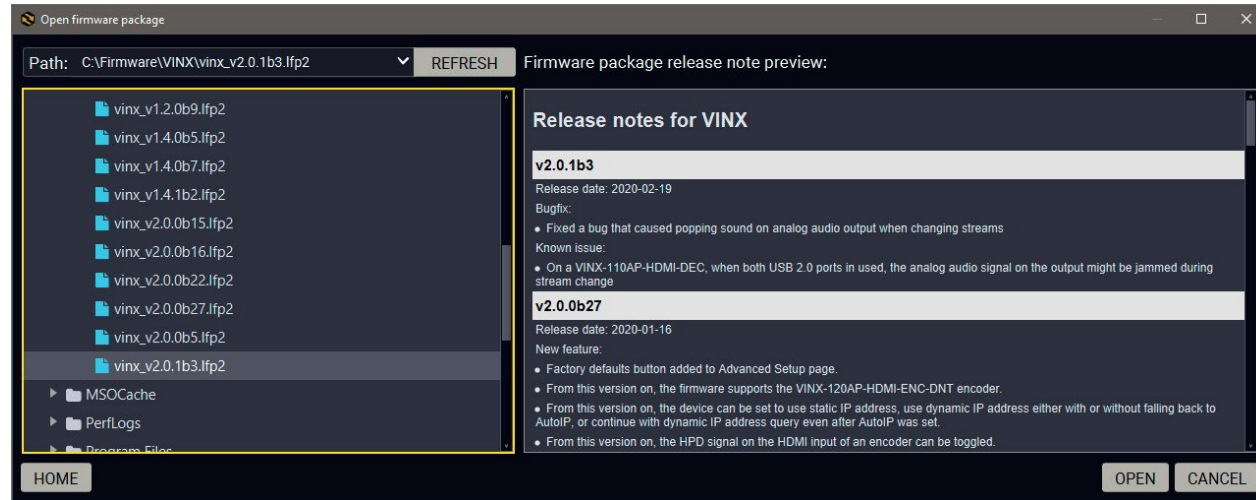 Open firmware package
Path: C:\Firmware\VINX\vinx_v2.0.1b3.lfp2
REFRESH
vinx_v1.2.0b9.lfp2
vinx_v1.4.0b5.lfp2
vinx_v1.4.0b7.lfp2
vinx_v1.4.1b2.lfp2
vinx_v2.0.0b15.lfp2
vinx_v2.0.0b16.lfp2
vinx_v2.0.0b22.lfp2
vinx_v2.0.0b27.lfp2
vinx_v2.0.0b5.lfp2
vinx_v2.0.1b3.lfp2
MSOCache
PerfLogs
Program Files
HOME
Firmware package release note preview:
Release notes for VINX
v2.0.1b3
Release date: 2020-02-19
Bugfix:
• Fixed a bug that caused popping sound on analog audio output when changing streams
Known issue:
• On a VINX-110AP-HDMI-DEC, when both USB 2.0 ports in used, the analog audio signal on the output might be jammed during
stream change
v2.0.0b27
Release date: 2020-01-16
New feature:
• Factory defaults button added to Advanced Setup page.
• From this version on, the firmware supports the VINX-120AP-HDMI-ENC-DNT encoder.
• From this version on, the device can be set to use static IP address, use dynamic IP address either with or without falling back to
AutoIP, or continue with dynamic IP address query even after AutoIP was set.
• From this version on, the HPD signal on the HDMI input of an encoder can be toggled.
OPEN
CANCEL